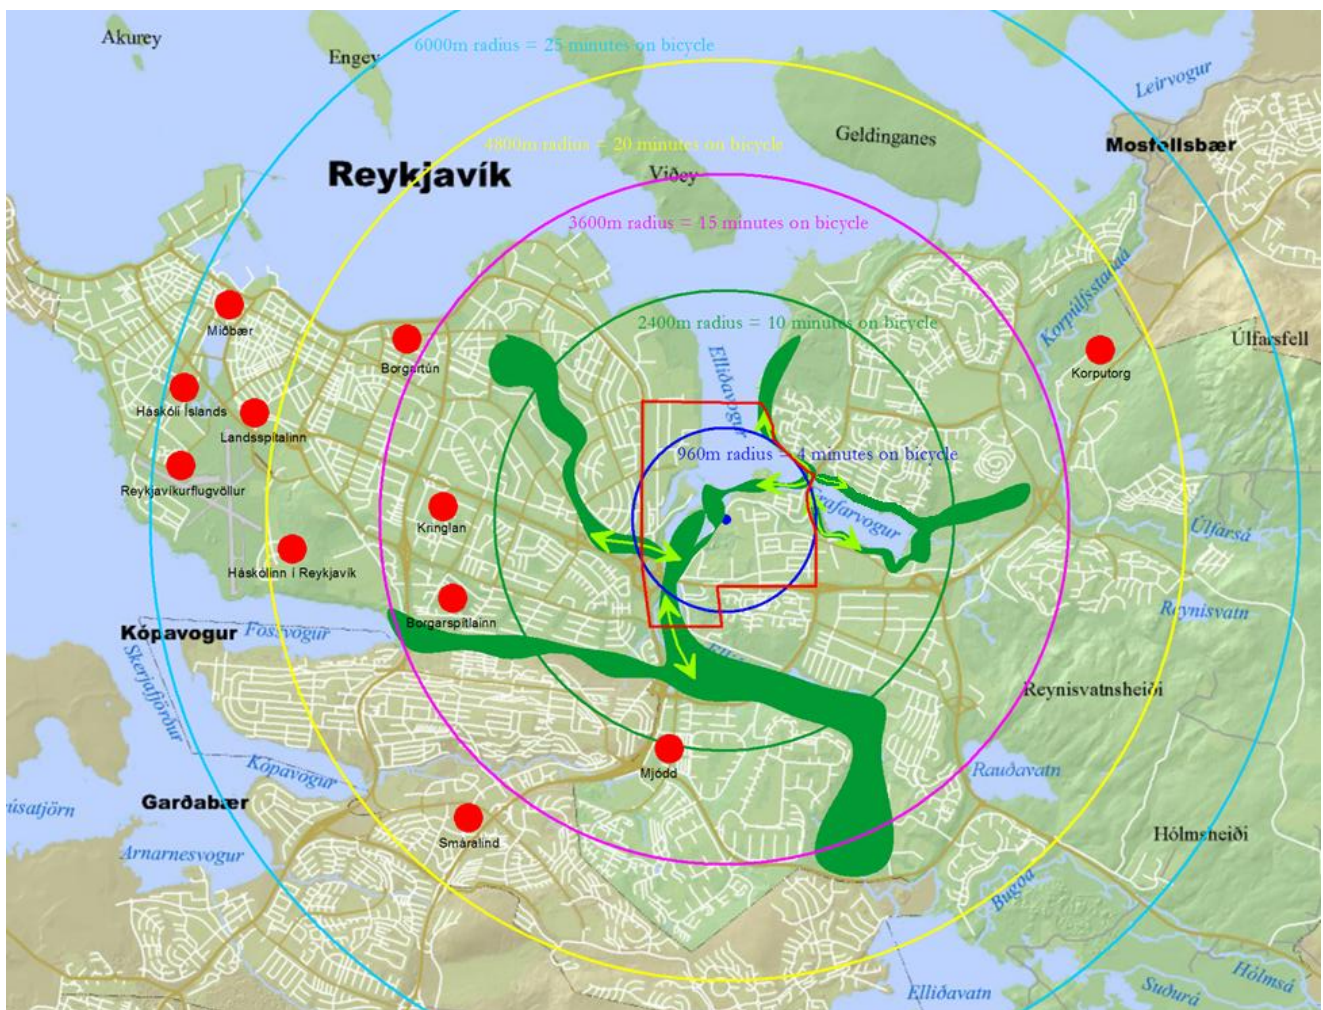 Akurey
Engey
6000m radius = 25 minutes on bicycle
Leirvogur
Geldinganes
Mosfellsbær
4800m radius = 20 minutes on bicycle
Reykjavík
Viðey
3600m radius = 15 minutes on bicycle
Korpúlfsstaðaá
Miðbær
2400m radius = 10 minutes on bicycle
Úlfarsfell
Borgartún
Elliðavogur
Korputorg
Háskóli Íslands
Landsspítalinn
960m radius = 4 minutes on bicycle
Reykjavíkurflugvöllur
Grafarvogur
Kringlan
Úlfarsá
Háskólinn í Reykjavík
Reynisvatn
Borgarspítlainn
Kópavogur
Fossvogur
Skerjafjörður
Reynisvatnsheiði
Kópavogur
Mjódd
Rauðavatn
Garðabær
úsatjörn
Smáralind
Hólmsheiði
Arnarnesvogur
Bugða
Hólmsá
Suðurá
Elliðavatn